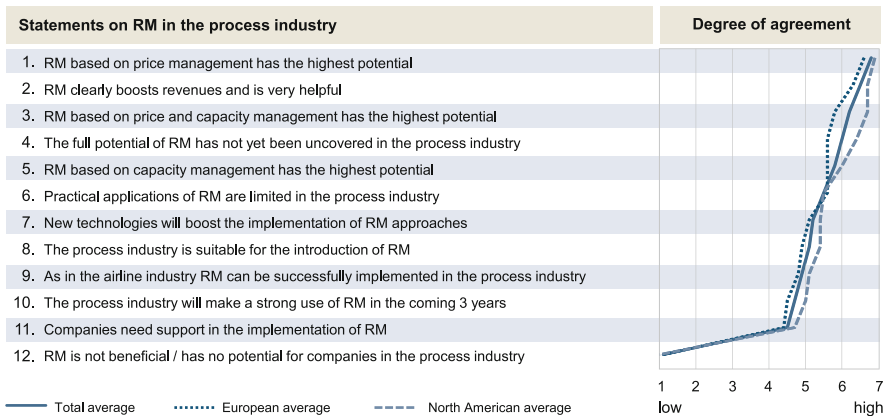 Statements on RM in the process industry
Degree of agreement
1. RM based on price management has the highest potential
2. RM clearly boosts revenues and is very helpful
3. RM based on price and capacity management has the highest potential
4. The full potential of RM has not yet been uncovered in the process industry
5. RM based on capacity management has the highest potential
6. Practical applications of RM are limited in the process industry
7. New technologies will boost the implementation of RM approaches
8. The process industry is suitable for the introduction of RM
9. As in the airline industry RM can be successfully implemented in the process industry
10. The process industry will make a strong use of RM in the coming 3 years
11. Companies need support in the implementation of RM
12. RM is not beneficial / has no potential for companies in the process industry
1 2 3 4 5 6 7
low high
Total average European average North American average